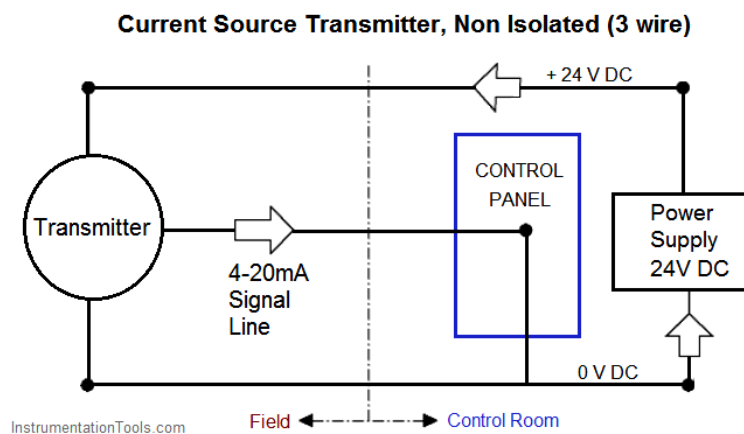 Current Source Transmitter, Non Isolated (3 wire)
+ 24 V DC
CONTROL
PANEL
Transmitter
Power
Supply
24V DC
4-20mA
Signal
Line
0 V DC
InstrumentationTools.com
Field
Control Room